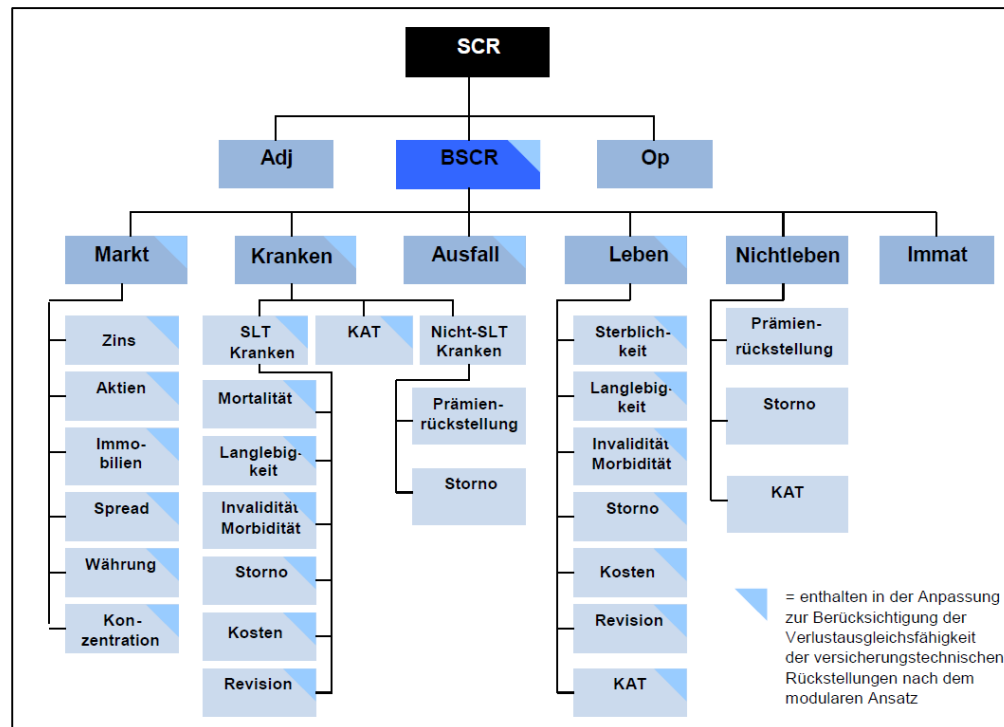 SCR
Adj
BSCR
Op
Markt
Kranken
Ausfall
Leben
Nichtleben
Immat
Zins
Aktien
Immo-
bilien
Spread
Währung
Kon-
zentration
SLT
Kranken
KAT
Nicht-SLT
Kranken
Mortalität
Langlebig-
keit
Invalidität
Morbidität
Storno
Kosten
Revision
Prämien-
rückstellung
Storno
Sterblich-
keit
Langlebig-
keit
Invalidität
Morbidität
Storno
Kosten
Revision
KAT
Prämien-
rückstellung
Storno
KAT
= enthalten in der Anpassung
zur Berücksichtigung der
Verlustausgleichsfähigkeit
der versicherungstechnischen
Rückstellungen nach dem
modularen Ansatz